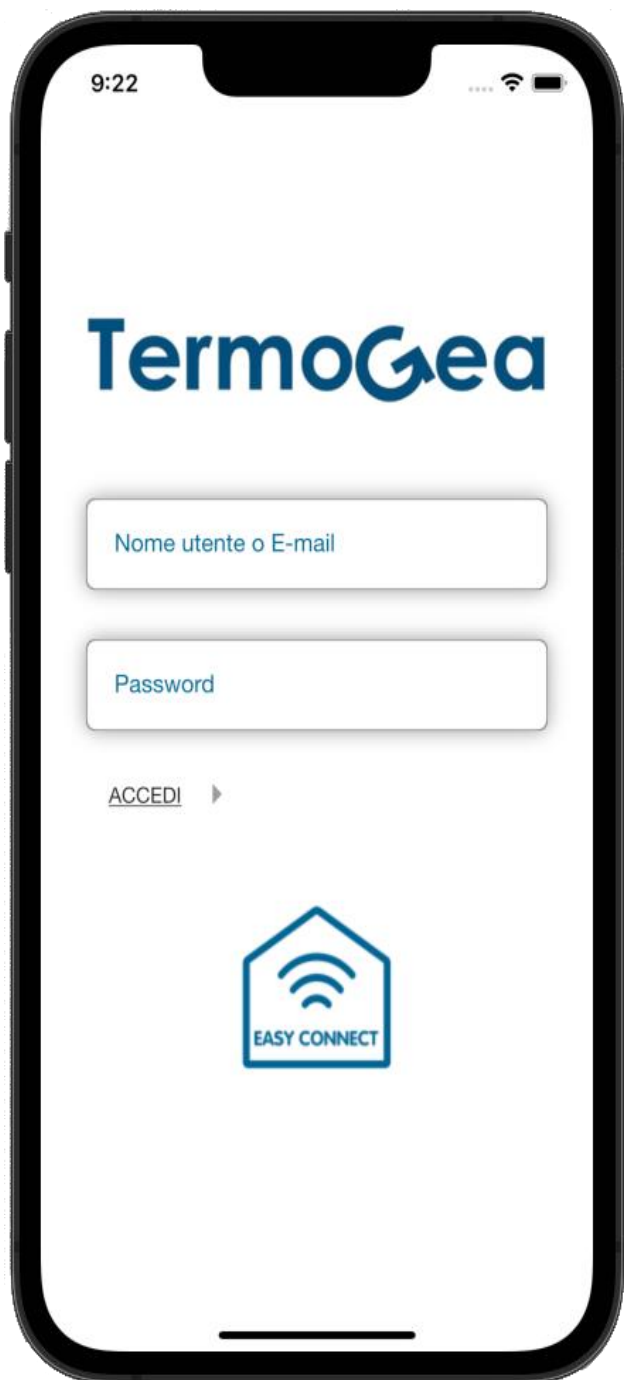 9:22
TermoGea
Nome utente o E-mail
Password
ACCEDI
EASY CONNECT